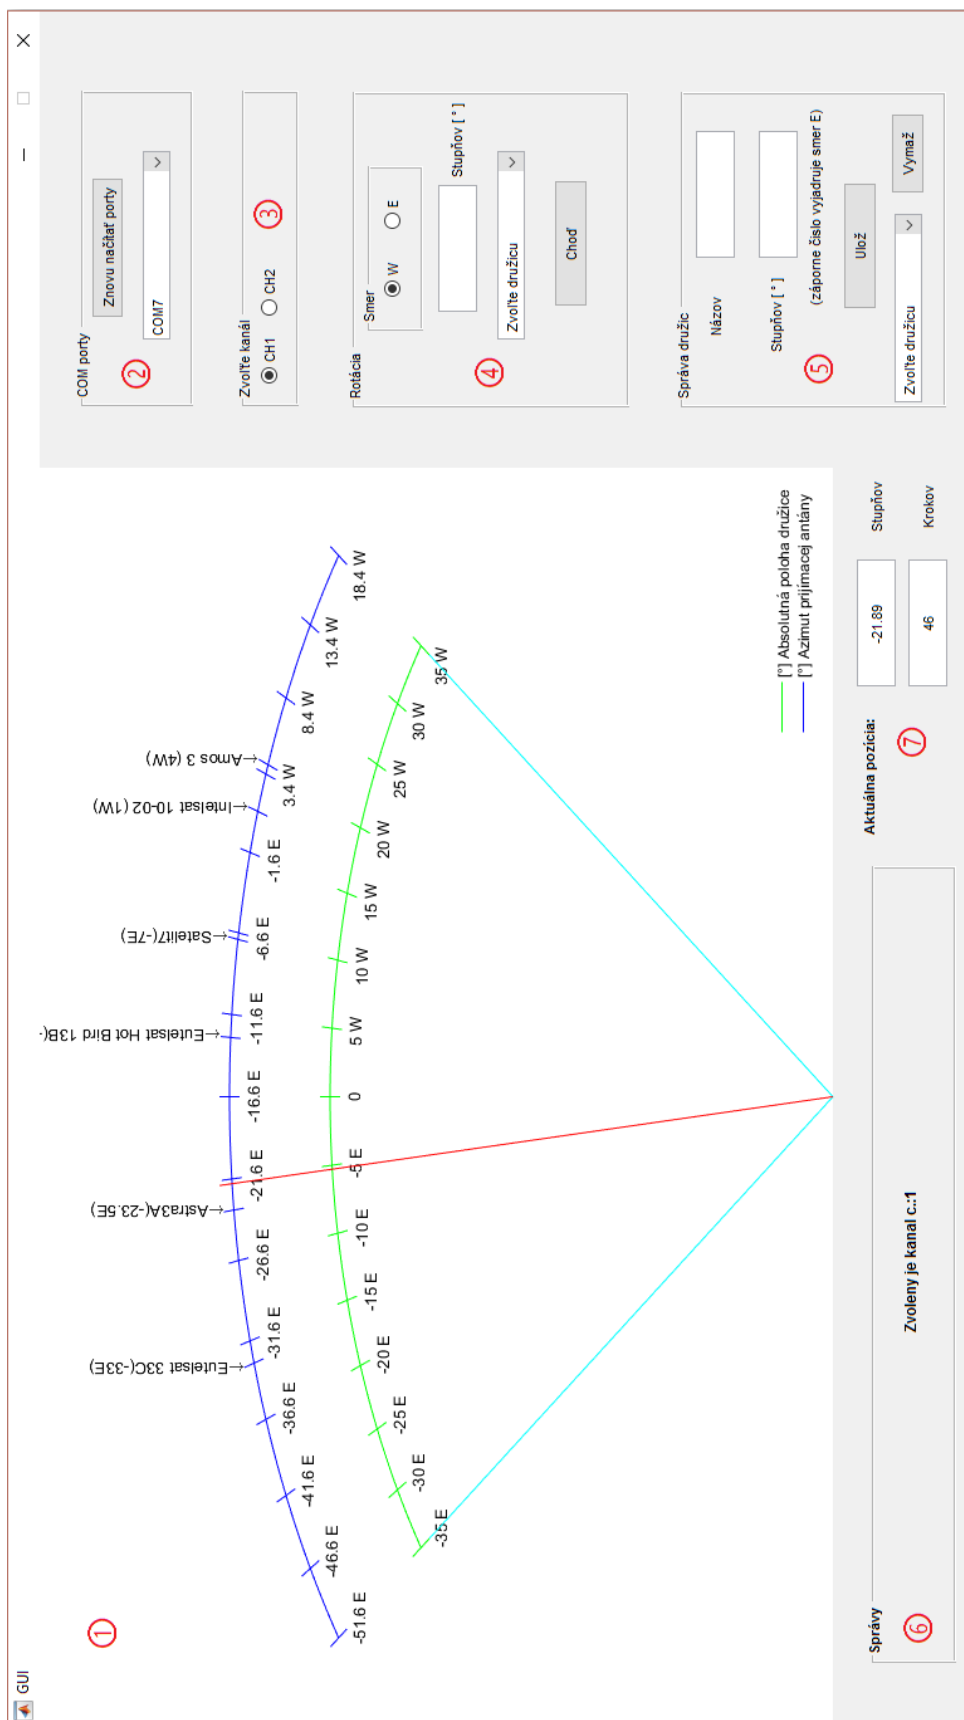 GUI
1
←Eutelsat 33C(-33E)
←Astra3A(-23.5E)
←Eutelsat Hot Bird 13B(-
←Satelit7(-7E)
←Intelsat 10-02 (1W)
←Amos 3 (4W)
-51.6 E
-46.6 E
-41.6 E
-36.6 E
-31.6 E
-26.6 E
-21.6 E
-16.6 E
-11.6 E
-6.6 E
-1.6 E
3.4 W
8.4 W
13.4 W
18.4 W
-35 E
-30 E
-25 E
-20 E
-15 E
-10 E
-5 E
0
5 W
10 W
15 W
20 W
25 W
30 W
35 W
[°] Absolutná poloha družice
[°] Azimut prijímacej antány
COM porty
2
Znovu načítať porty
COM7
Zvoľte kanál
CH1
CH2
3
Rotácia
Smer
W
E
4
Stupňov [ ° ]
Zvoľte družicu
Choď
Správa družic
Názov
Stupňov [ ° ]
5
(záporne čislo vyjadruje smer E)
Ulož
Zvoľte družicu
Vymaž
Správy
6
Zvoleny je kanal c.:1
Aktuálna pozícia:
7
-21.89
Stupňov
46
Krokov